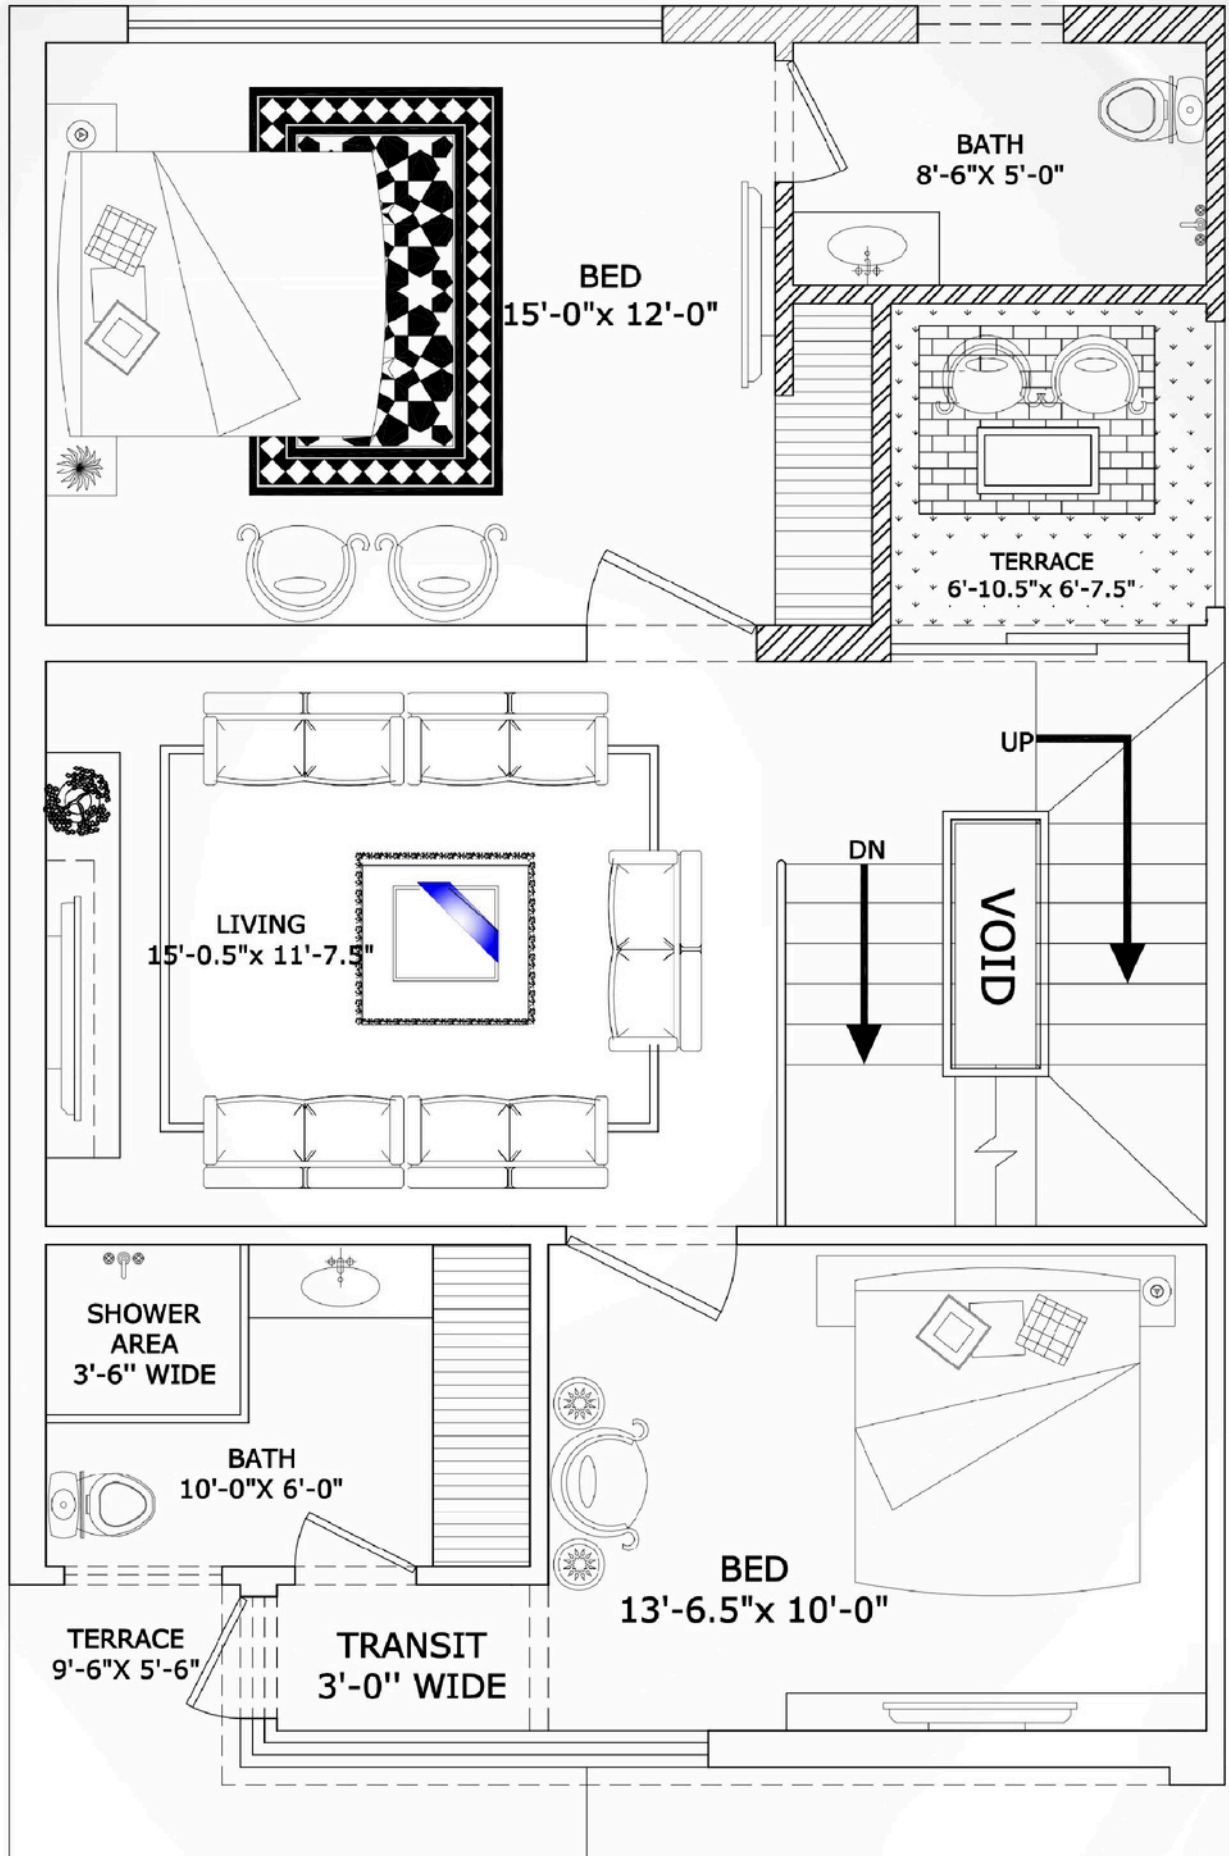 BATH
8'-6"X 5'-0"
BED
15'-0"x 12'-0"
TERRACE
6'-10.5"x 6'-7.5"
UP
DN
VOID
LIVING
15'-0.5"x 11'-7.5"
SHOWER
AREA
3'-6" WIDE
BATH
10'-0"X 6'-0"
BED
13'-6.5"x 10'-0"
TERRACE
9'-6"X 5'-6"
TRANSIT
3'-0" WIDE